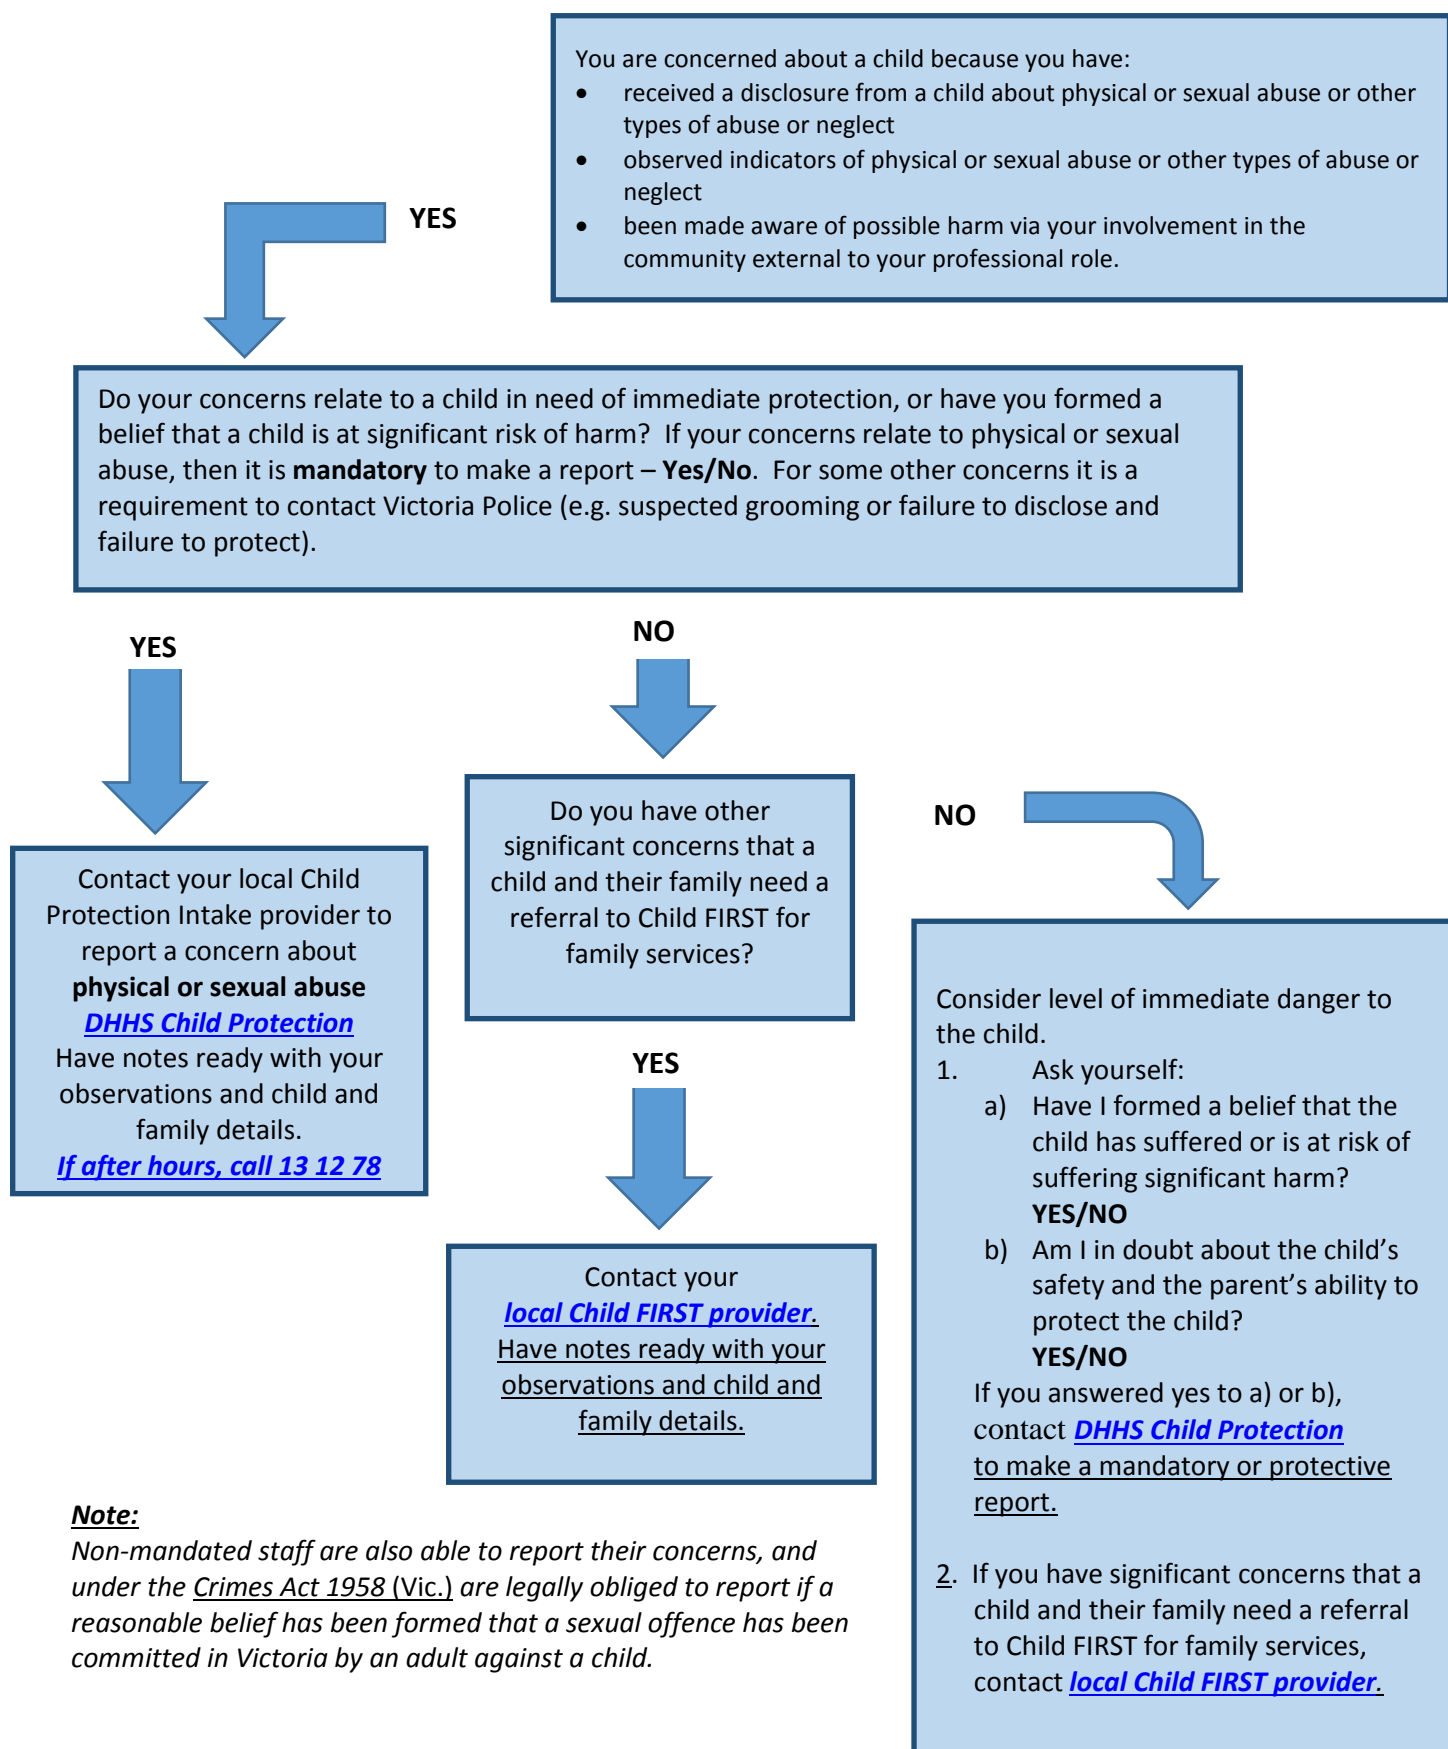 You are concerned about a child because you have:
• received a disclosure from a child about physical or sexual abuse or other
types of abuse or neglect
• observed indicators of physical or sexual abuse or other types of abuse or
neglect
• been made aware of possible harm via your involvement in the
community external to your professional role.
YES
Do your concerns relate to a child in need of immediate protection, or have you formed a
belief that a child is at significant risk of harm? If your concerns relate to physical or sexual
abuse, then it is mandatory to make a report – Yes/No. For some other concerns it is a
requirement to contact Victoria Police (e.g. suspected grooming or failure to disclose and
failure to protect).
YES
NO
Contact your local Child
Protection Intake provider to
report a concern about
physical or sexual abuse
DHHS Child Protection
Have notes ready with your
observations and child and
family details.
If after hours, call 13 12 78
Do you have other
significant concerns that a
child and their family need a
referral to Child FIRST for
family services?
NO
YES
Contact your
local Child FIRST provider.
Have notes ready with your
observations and child and
family details.
Consider level of immediate danger to
the child.
1. Ask yourself:
a) Have I formed a belief that the
child has suffered or is at risk of
suffering significant harm?
YES/NO
b) Am I in doubt about the child's
safety and the parent's ability to
protect the child?
YES/NO
If you answered yes to a) or b),
contact DHHS Child Protection
to make a mandatory or protective
report.
2. If you have significant concerns that a
child and their family need a referral
to Child FIRST for family services,
contact local Child FIRST provider.
Note:
Non-mandated staff are also able to report their concerns, and
under the Crimes Act 1958 (Vic.) are legally obliged to report if a
reasonable belief has been formed that a sexual offence has been
committed in Victoria by an adult against a child.